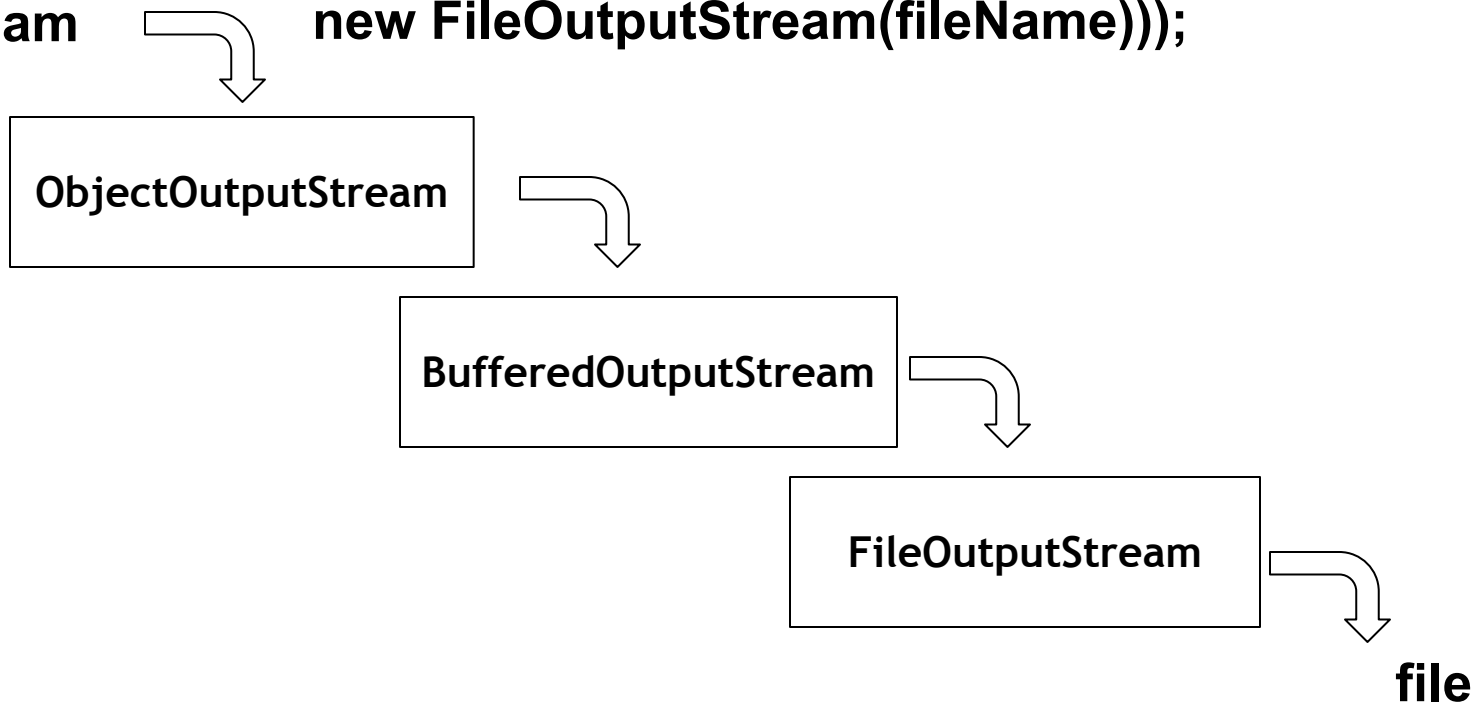 am new FileOutputStream(fileName)));
ObjectOutputStream
BufferedOutputStream
FileOutputStream
file